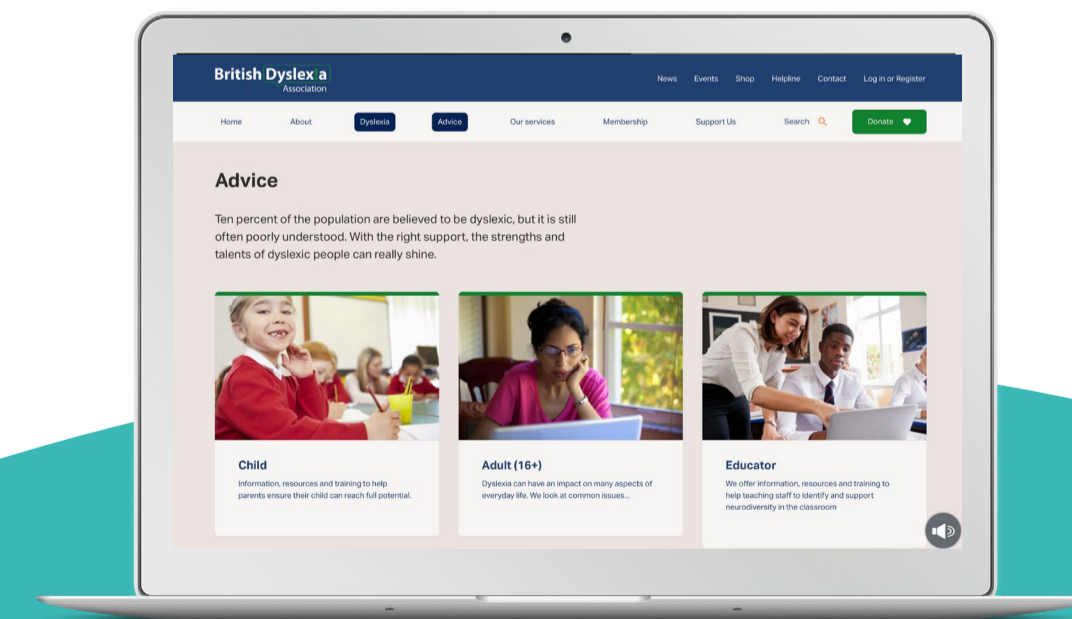 British Dyslexia
Association
News Events Shop Helpline Contact Log in or Register
Home About Dyslexia Advice Our services Membership Support Us Search Donate
Advice
Ten percent of the population are believed to be dyslexic, but it is still
often poorly understood. With the right support, the strengths and
talents of dyslexic people can really shine.
Child
Information, resources and training to help
parents ensure their child can reach full potential.
Adult (16+)
Dyslexia can have an impact on many aspects of
everyday life. We look at common issues...
Educator
We offer information, resources and training to
help teaching staff to identify and support
neurodiversity in the classroom